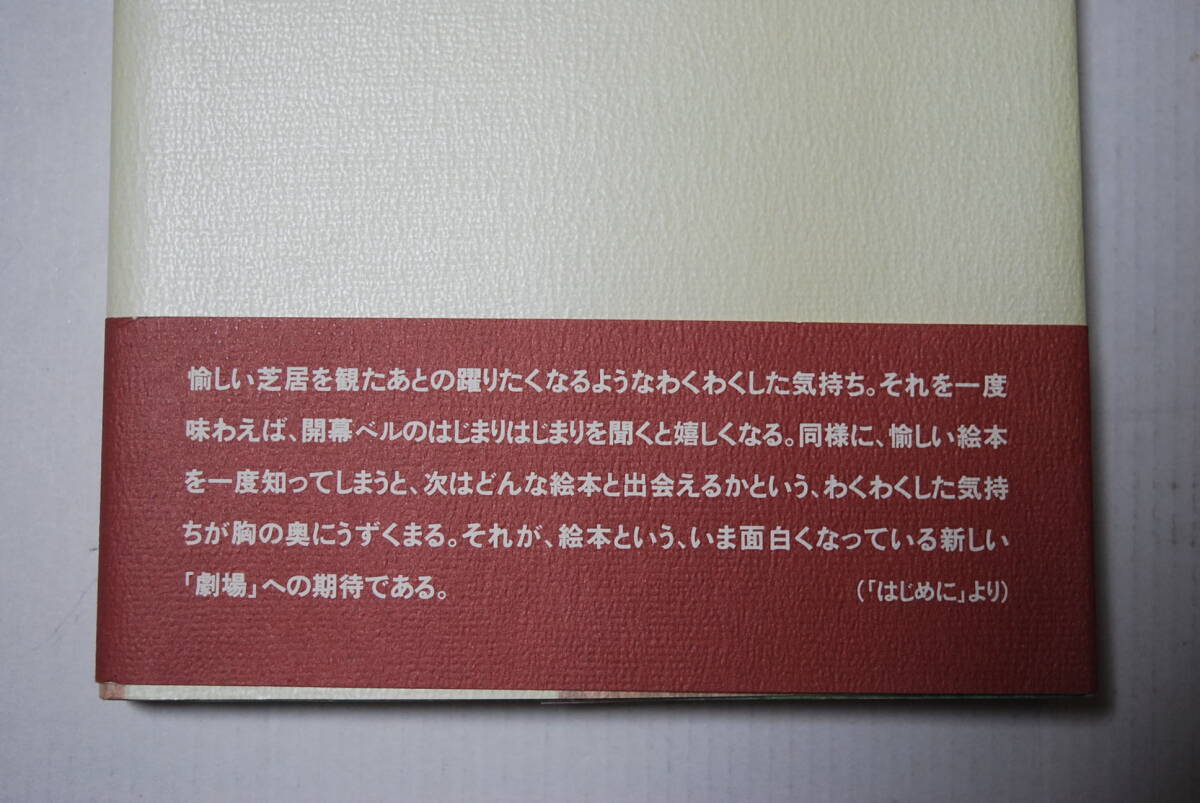 愉しい芝居を観たあとの躍りたくなるようなわくわくした気持ち。それを一度
味わえば、開幕ベルのはじまりはじまりを聞くと嬉しくなる。同様に、愉しい絵本
を一度知ってしまうと、次はどんな絵本と出会えるかという、わくわくした気持
ちが胸の奥にうずくまる。それが、絵本という、いま面白くなっている新しい
「劇場」への期待である。　（「はじめに」より）